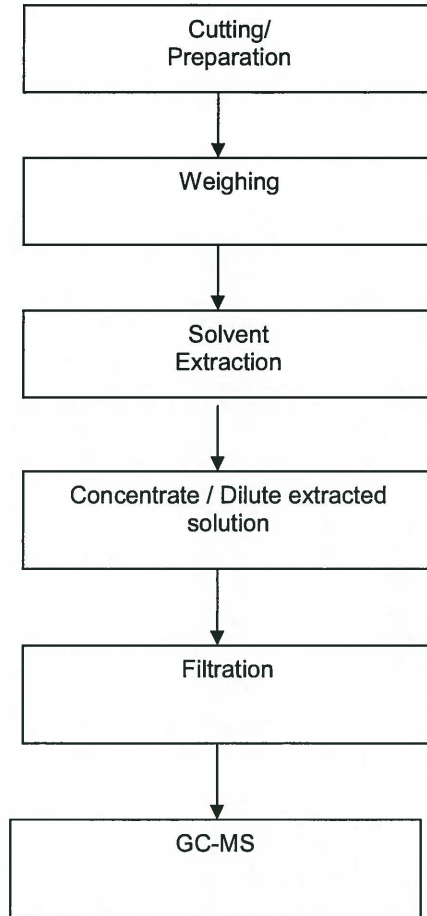 Cutting/
Preparation
Weighing
Solvent
Extraction
Concentrate / Dilute extracted
solution
Filtration
GC-MS